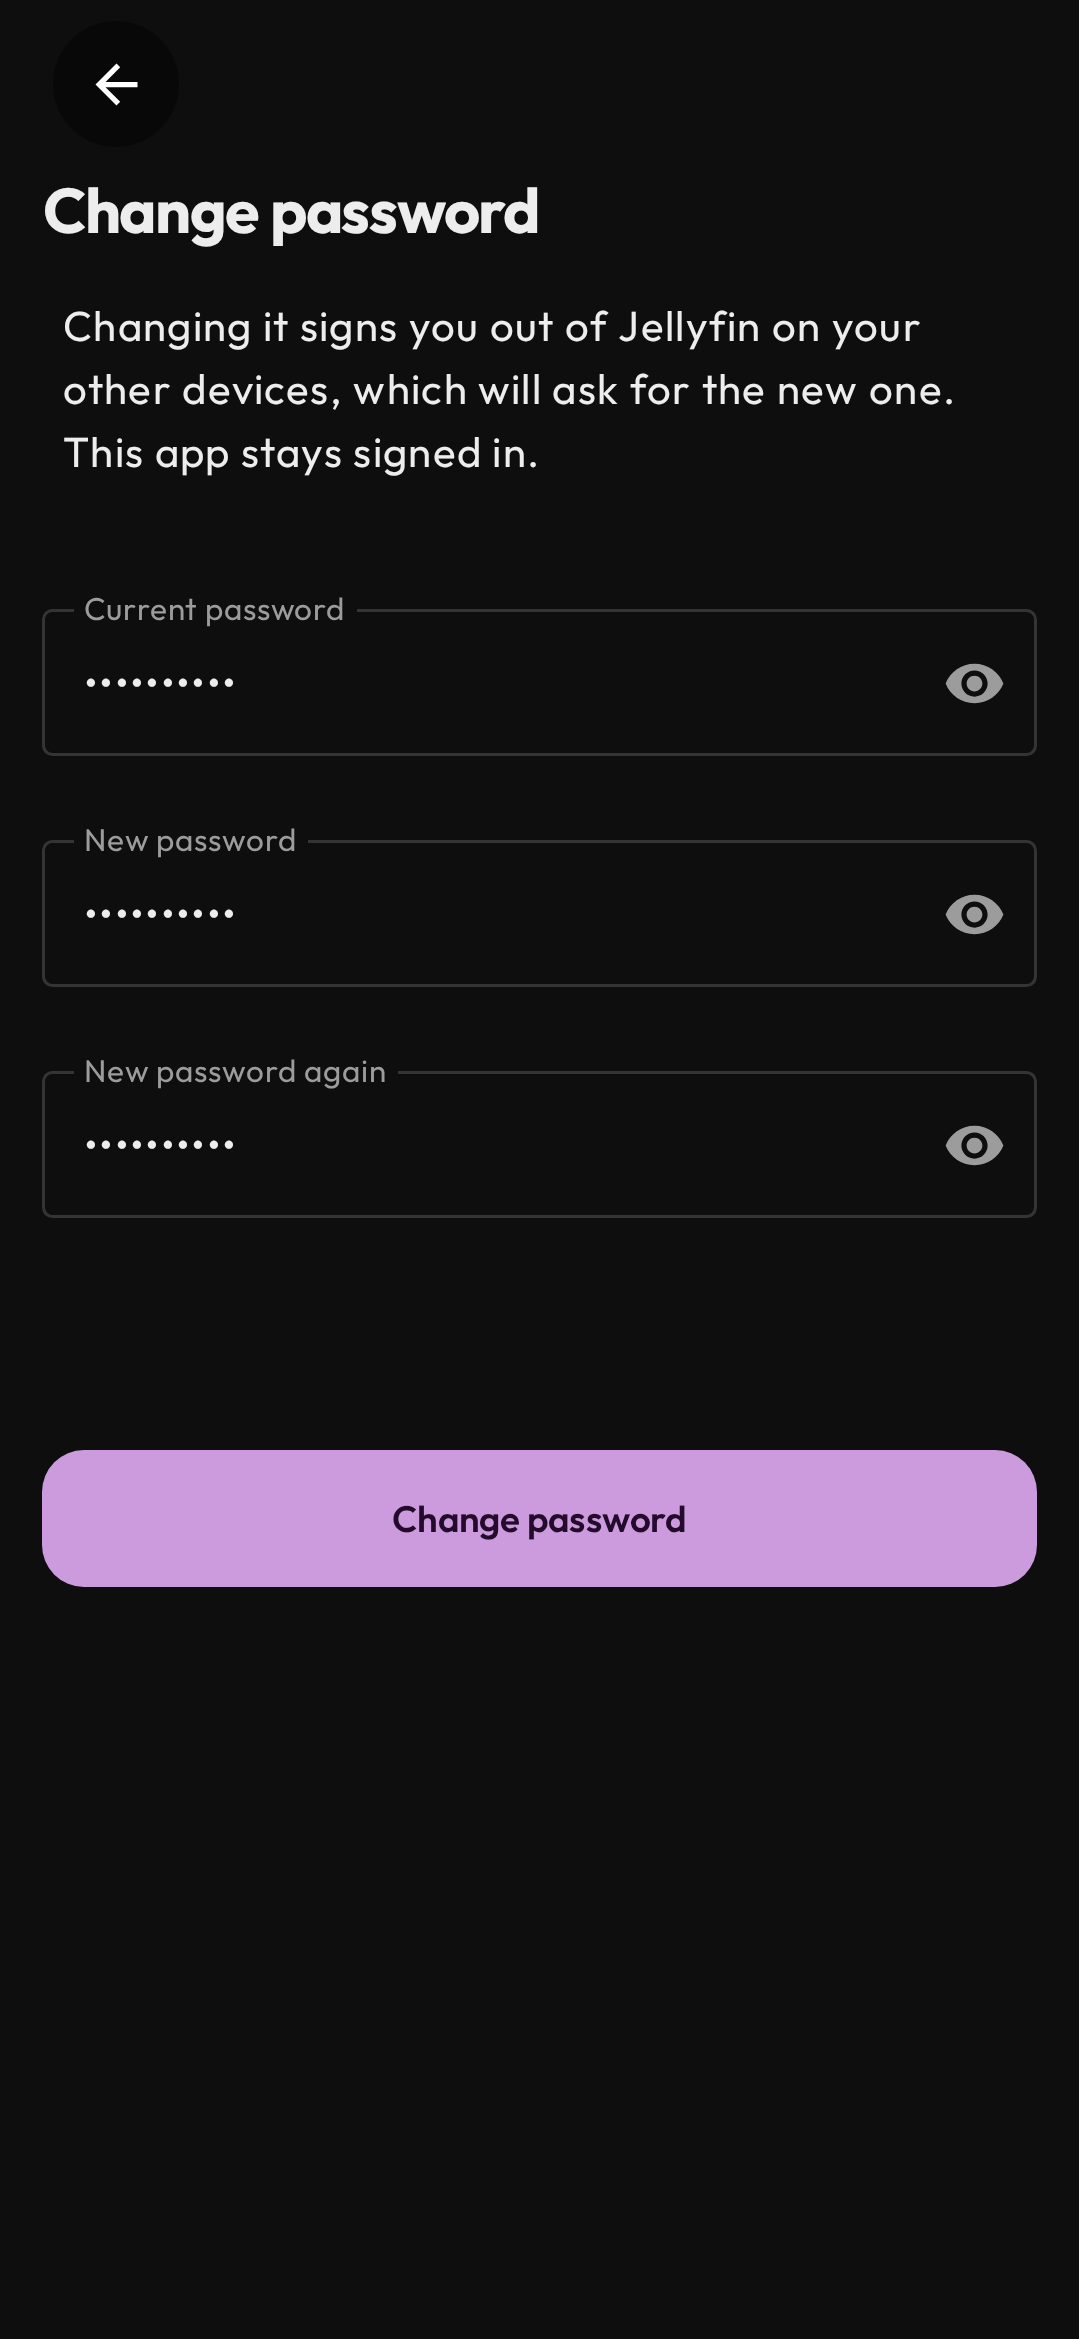 Change password
Changing it signs you out of Jellyfin on your
other devices, which will ask for the new one.
This app stays signed in.
Current password
••••••••••
New password
••••••••••
New password again
••••••••••
Change password